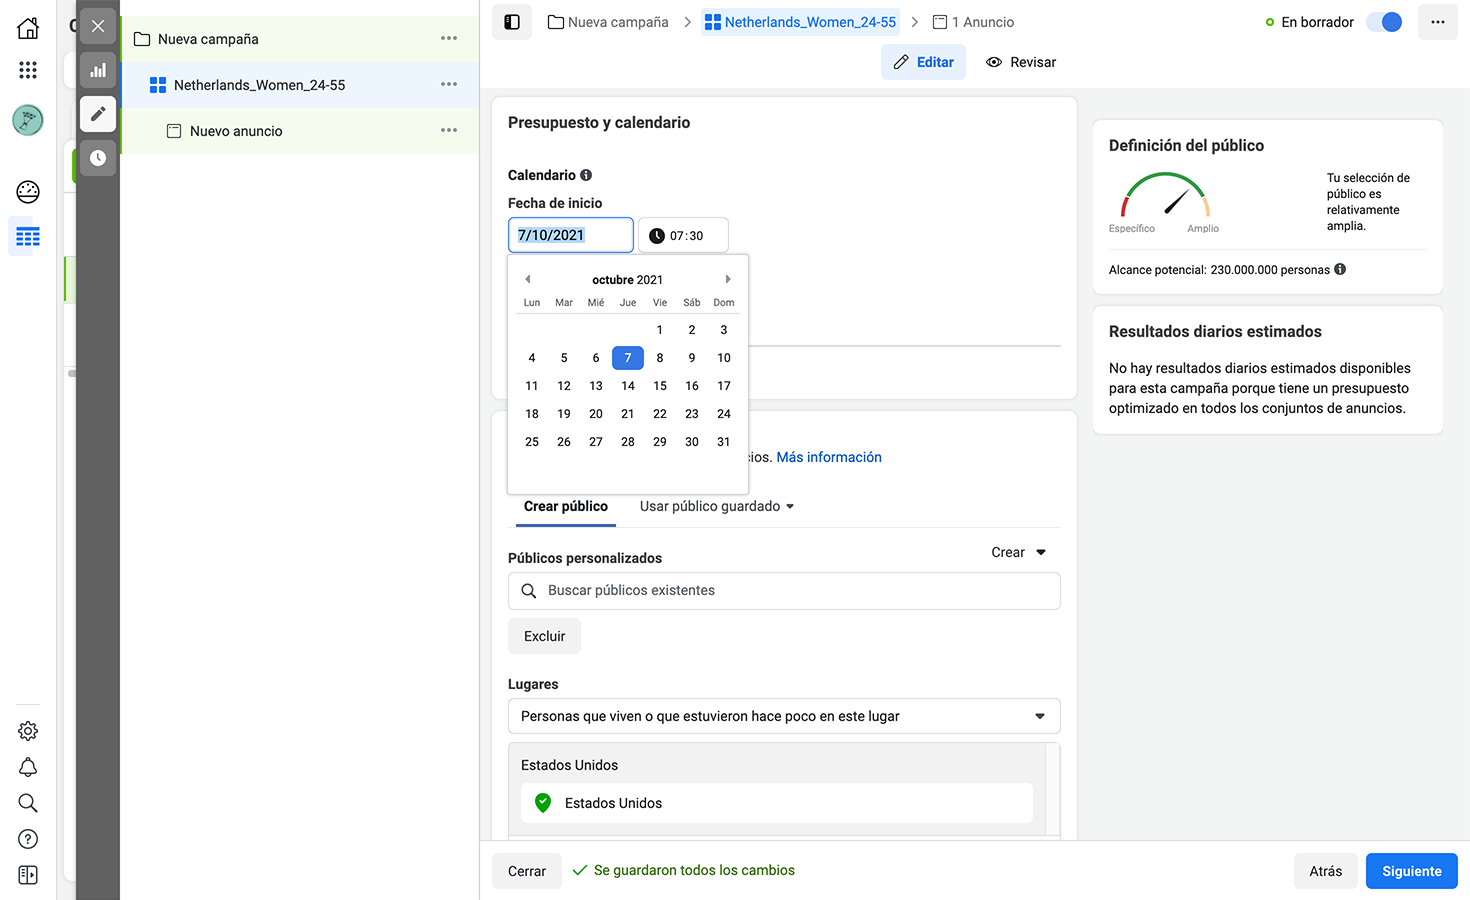 Nueva campaña
Netherlands_Women_24-55
Nuevo anuncio
Nueva campaña
Netherlands_Women_24-55
1 Anuncio
En borrador
Editar
Revisar
Presupuesto y calendario
Calendario
Fecha de inicio
7/10/2021
07:30
octubre 2021
Lun Mar Mié Jue Vie Sáb Dom
1 2 3
4 5 6 7 8 9 10
11 12 13 14 15 16 17
18 19 20 21 22 23 24
25 26 27 28 29 30 31
Más información
Crear público
Usar público guardado
Públicos personalizados
Crear
Buscar públicos existentes
Excluir
Lugares
Personas que viven o que estuvieron hace poco en este lugar
Estados Unidos
Estados Unidos
Definición del público
Específico
Amplio
Tu selección de
público es
relativamente
amplia.
Alcance potencial: 230.000.000 personas
Resultados diarios estimados
No hay resultados diarios estimados disponibles
para esta campaña porque tiene un presupuesto
optimizado en todos los conjuntos de anuncios.
Cerrar
Se guardaron todos los cambios
Atrás
Siguiente